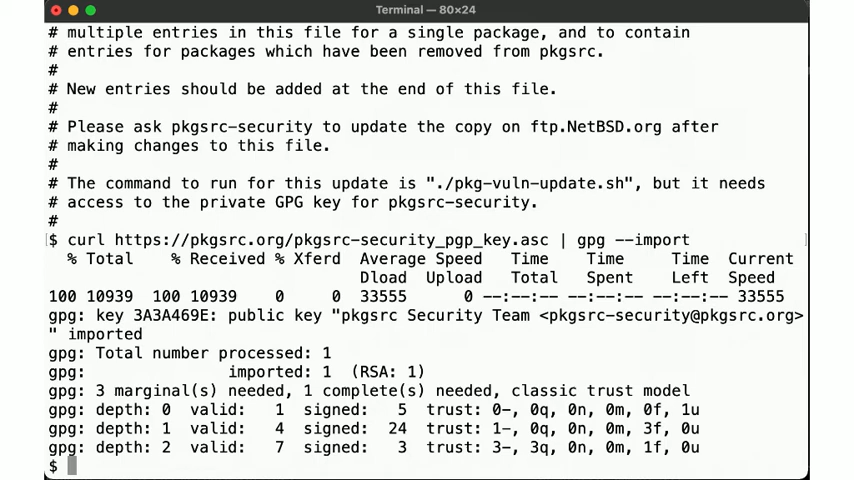 Terminal — 80×24
# multiple entries in this file for a single package, and to contain
# entries for packages which have been removed from pkgsrc.
#
# New entries should be added at the end of this file.
#
# Please ask pkgsrc-security to update the copy on ftp.NetBSD.org after
# making changes to this file.
#
# The command to run for this update is "./pkg-vuln-update.sh", but it needs
# access to the private GPG key for pkgsrc-security.
#
$ curl https://pkgsrc.org/pkgsrc-security_pgp_key.asc | gpg --import
  % Total    % Received % Xferd  Average Speed   Time    Time     Time  Current
                                 Dload  Upload   Total   Spent    Left  Speed
100 10939  100 10939    0     0  33555      0 --:--:-- --:--:-- --:--:-- 33555
gpg: key 3A3A469E: public key "pkgsrc Security Team <pkgsrc-security@pkgsrc.org>
" imported
gpg: Total number processed: 1
gpg:               imported: 1  (RSA: 1)
gpg: 3 marginal(s) needed, 1 complete(s) needed, classic trust model
gpg: depth: 0  valid:   1  signed:   5  trust: 0-, 0q, 0n, 0m, 0f, 1u
gpg: depth: 1  valid:   4  signed:  24  trust: 1-, 0q, 0n, 0m, 3f, 0u
gpg: depth: 2  valid:   7  signed:   3  trust: 3-, 3q, 0n, 0m, 1f, 0u
$